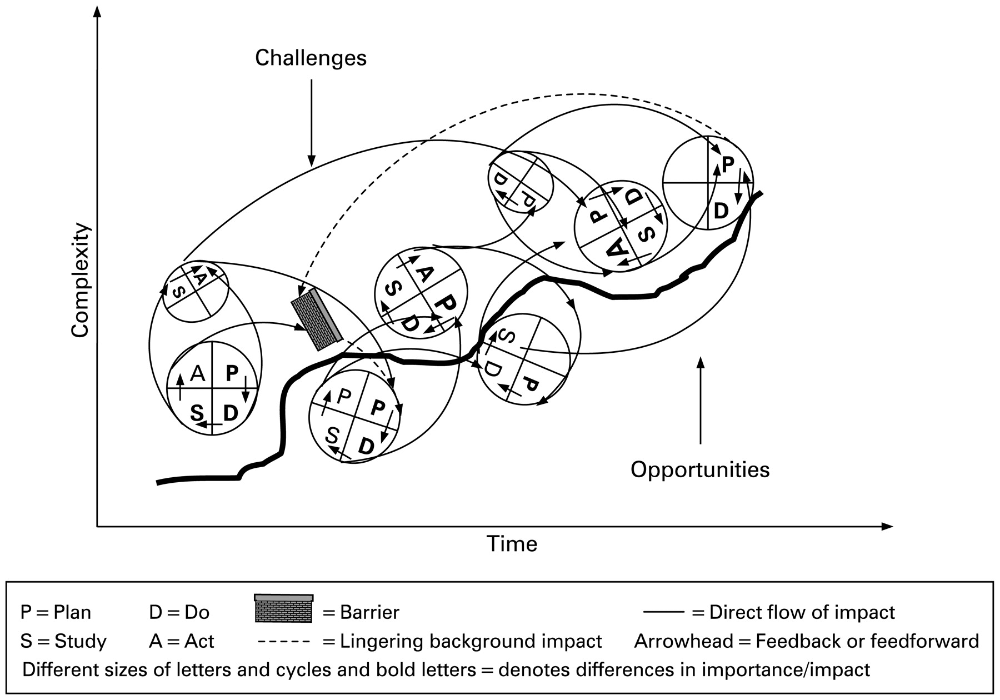 Challenges
Complexity
A S
A P
S D
A
S P
D
P P
S D
D
P
P D
A S
S
D P
P
D
Opportunities
Time
P = Plan D = Do = Barrier = Direct flow of impact
S = Study A = Act = Lingering background impact Arrowhead = Feedback or feedforward
Different sizes of letters and cycles and bold letters = denotes differences in importance/impact